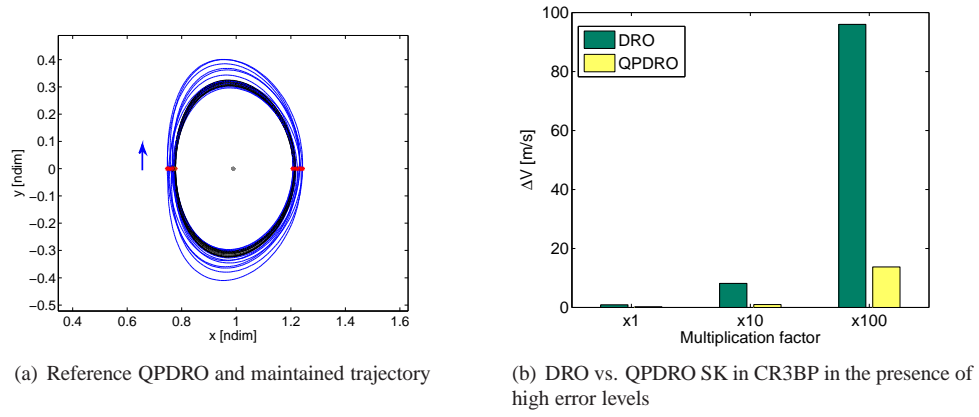 0.4
0.3
0.2
0.1
0
−0.1
−0.2
−0.3
−0.4
−0.5
y [ndim]
0.4 0.6 0.8 1 1.2 1.4 1.6
x [ndim]
(a) Reference QPDRO and maintained trajectory
100
80
60
40
20
0
ΔV [m/s]
DRO
QPDRO
x1 x10 x100
Multiplication factor
(b) DRO vs. QPDRO SK in CR3BP in the presence of
high error levels